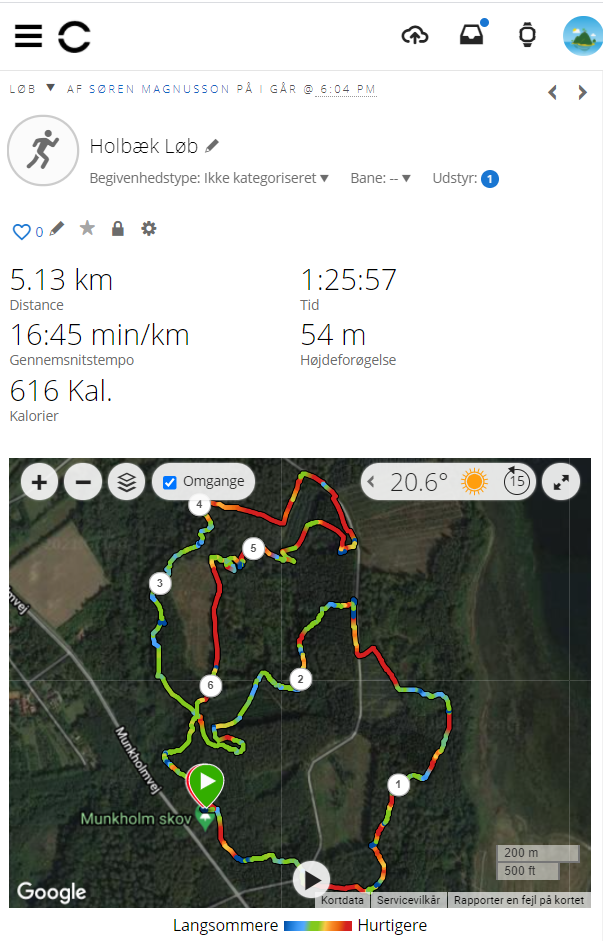 LØB ▼ AF SØREN MAGNUSSON PÅ I GÅR @ 6:04 PM
Holbæk Løb
Begivenhedstype: Ikke kategoriseret ▼ Bane: -- ▼ Udstyr: 1
0
5.13 km 1:25:57
Distance Tid
16:45 min/km 54 m
Gennemsnitstempo Højdeforøgelse
616 Kal.
Kalorier
+ − Omgange 20.6° 15
4
5
3
mvej
6
2
Munkholmvej
1
Munkholm skov
200 m
500 ft
Google
Kortdata Servicevilkår Rapporter en fejl på kortet
Langsommere Hurtigere